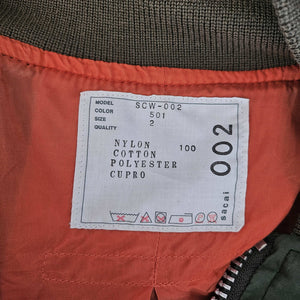 MODEL SCW-002
COLOR 501
SIZE 2
QUALITY
NYLON 100
COTTON
POLYESTER
CUPRO
sacai 002